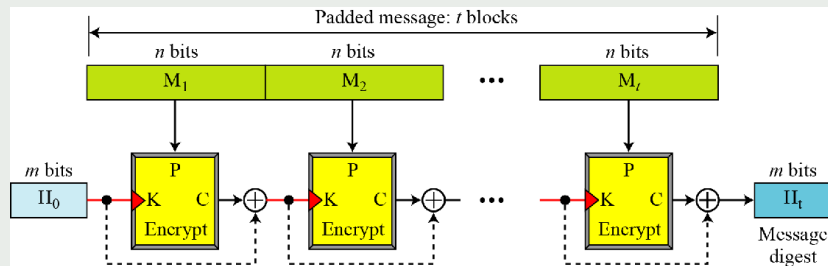 Padded message: t blocks
n bits n bits n bits
M1 M2 ... Mt
m bits P P P m bits
H0 K C K C ... K C Ht
Encrypt Encrypt Encrypt Message
digest